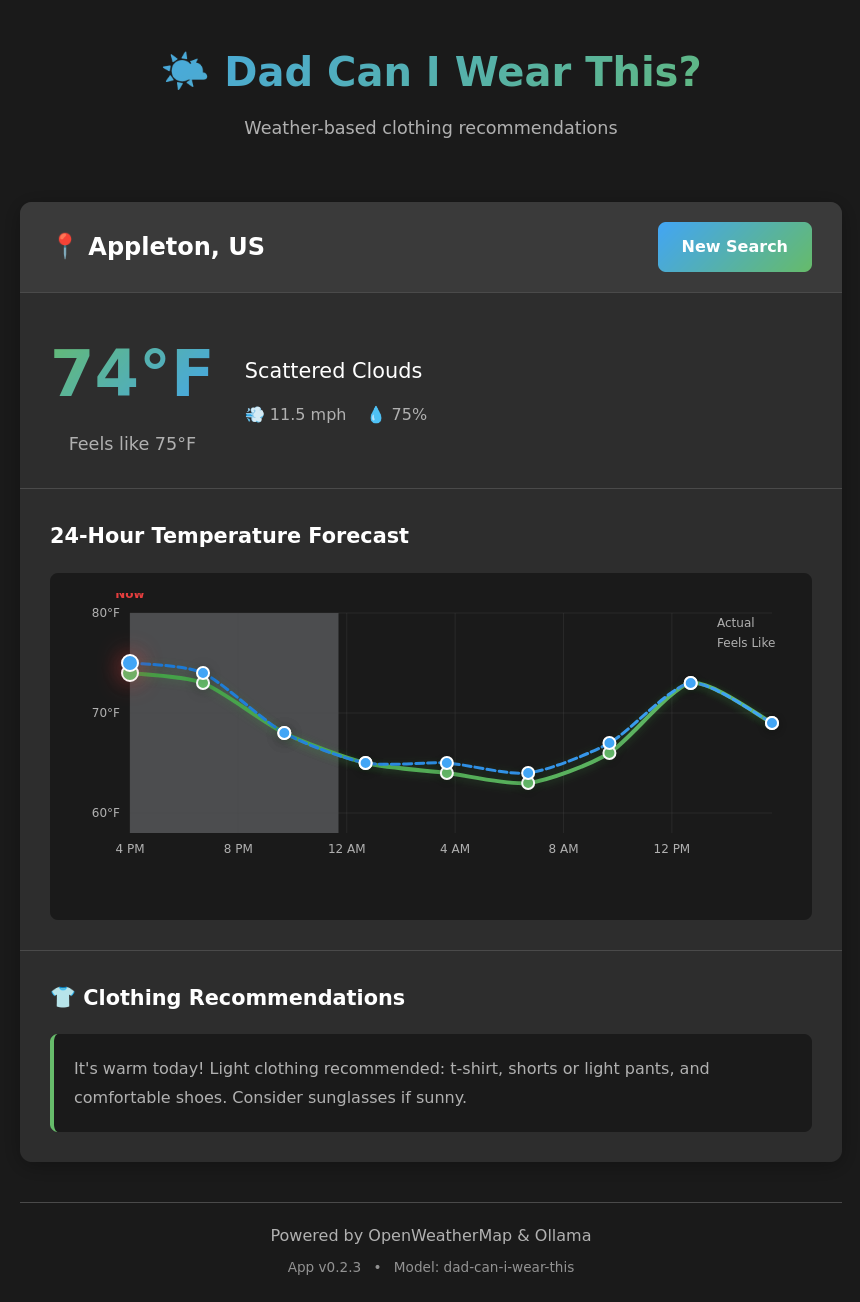 Dad Can I Wear This?
Weather-based clothing recommendations
Appleton, US
New Search
74°F
Feels like 75°F
Scattered Clouds
11.5 mph 75%
24-Hour Temperature Forecast
Now
80°F
70°F
60°F
Actual
Feels Like
4 PM 8 PM 12 AM 4 AM 8 AM 12 PM
Clothing Recommendations
It's warm today! Light clothing recommended: t-shirt, shorts or light pants, and
comfortable shoes. Consider sunglasses if sunny.
Powered by OpenWeatherMap & Ollama
App v0.2.3 • Model: dad-can-i-wear-this